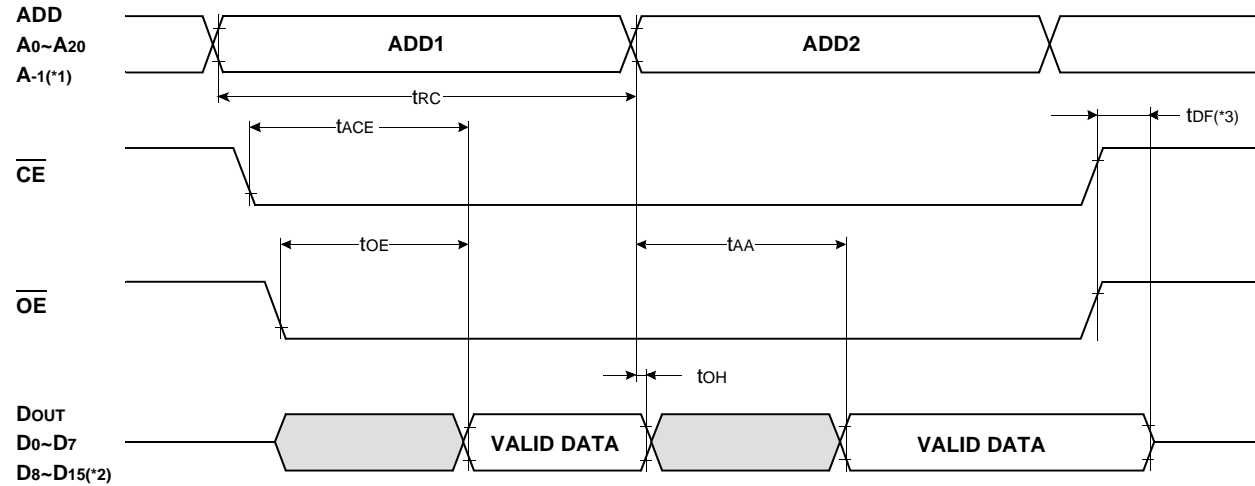 ADD
A0~A20
A-1(*1)
ADD1
ADD2
tRC
tACE
tDF(*3)
CE
tOE
tAA
OE
tOH
DOUT
D0~D7
D8~D15(*2)
VALID DATA
VALID DATA